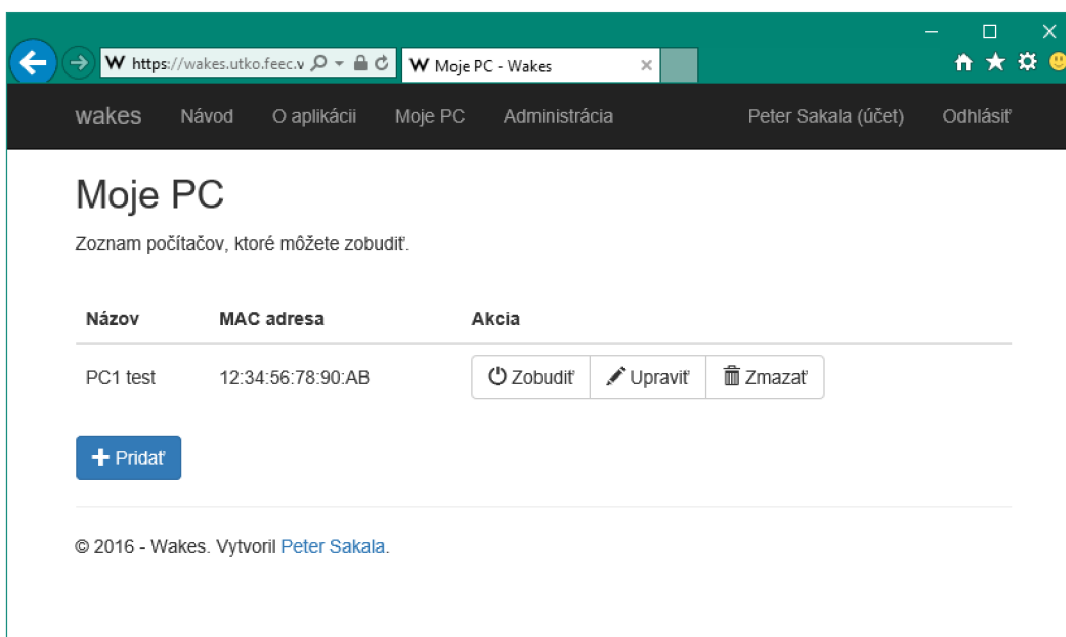 W https://wakes.utko.feec.v W Moje PC - Wakes
wakes Návod O aplikácii Moje PC Administrácia Peter Sakala (účet) Odhlásiť
Moje PC
Zoznam počítačov, ktoré môžete zobudiť.
Názov MAC adresa Akcia
PC1 test 12:34:56:78:90:AB Zobudiť Upraviť Zmazať
Pridať
© 2016 - Wakes. Vytvoril Peter Sakala.